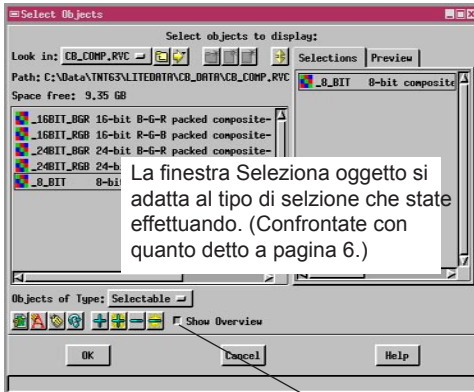 Select Objects
Select objects to display:
Look in: CB_COMP.RVC
Selections Preview
Path: C:\Data\TNT63\LITEDATA\CB_DATA\CB_COMP.RVC
_8_BIT 8-bit composite
Space free: 9.35 GB
_16BIT_BGR 16-bit B-G-R packed composite-
_16BIT_RGB 16-bit R-G-B packed composite-
_24BIT_BGR 24-bit B-G-R packed composite-
_24BIT_RGB 24-b
_8_BIT 8-bi
La finestra Seleziona oggetto si
adatta al tipo di selzione che state
effettuando. (Confrontate con
quanto detto a pagina 6.)
Objects of Type: Selectable
Show Overview
OK Cancel Help